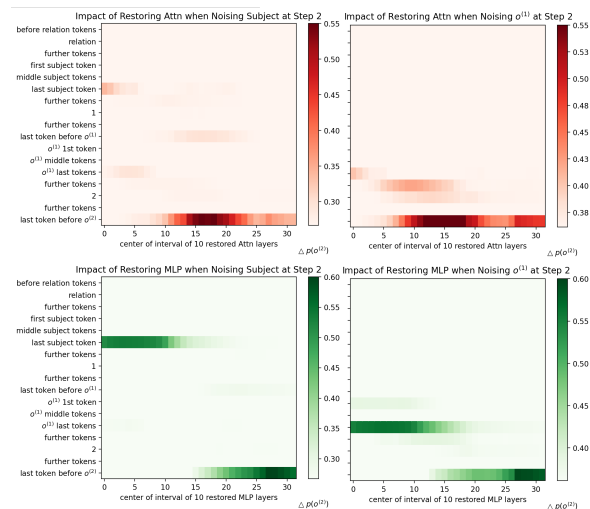 Impact of Restoring Attn when Noising Subject at Step 2
before relation tokens
relation
further tokens
first subject token
middle subject tokens
last subject token
further tokens
1
further tokens
last token before o⁽¹⁾
o⁽¹⁾ 1st token
o⁽¹⁾ middle tokens
o⁽¹⁾ last tokens
further tokens
2
further tokens
last token before o⁽²⁾
0 5 10 15 20 25 30
center of interval of 10 restored Attn layers
0.55
0.50
0.45
0.40
0.35
0.30
△ p(o⁽²⁾)
Impact of Restoring Attn when Noising o⁽¹⁾ at Step 2
0 5 10 15 20 25 30
center of interval of 10 restored Attn layers
0.55
0.53
0.50
0.48
0.45
0.43
0.40
0.38
△ p(o⁽²⁾)
Impact of Restoring MLP when Noising Subject at Step 2
before relation tokens
relation
further tokens
first subject token
middle subject tokens
last subject token
further tokens
1
further tokens
last token before o⁽¹⁾
o⁽¹⁾ 1st token
o⁽¹⁾ middle tokens
o⁽¹⁾ last tokens
further tokens
2
further tokens
last token before o⁽²⁾
0 5 10 15 20 25 30
center of interval of 10 restored MLP layers
0.60
0.55
0.50
0.45
0.40
0.35
0.30
△ p(o⁽²⁾)
Impact of Restoring MLP when Noising o⁽¹⁾ at Step 2
0 5 10 15 20 25 30
center of interval of 10 restored MLP layers
0.60
0.55
0.50
0.45
0.40
△ p(o⁽²⁾)